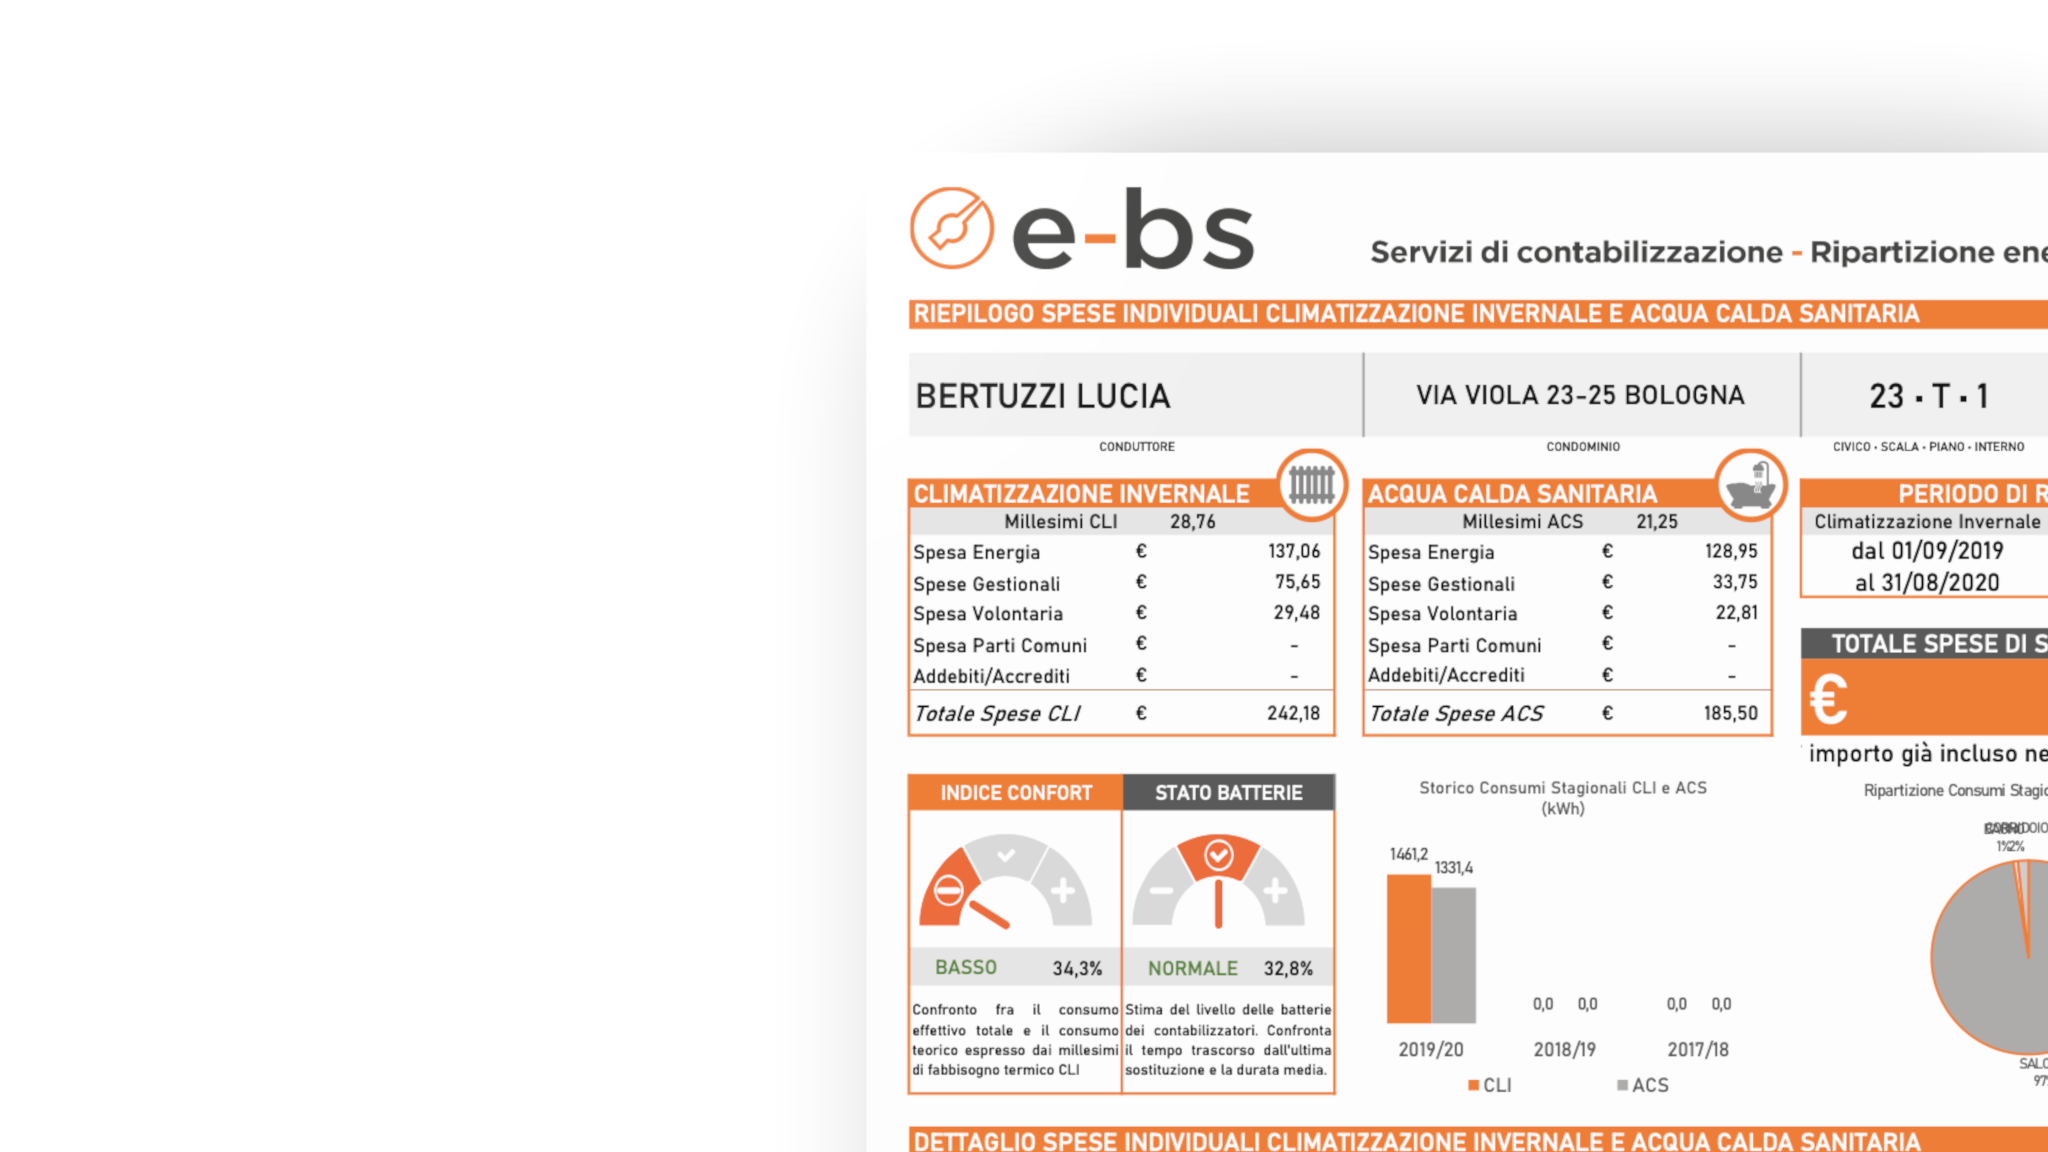 e-bs
Servizi di contabilizzazione - Ripartizione
RIEPILOGO SPESE INDIVIDUALI CLIMATIZZAZIONE INVERNALE E ACQUA CALDA SANITARIA
BERTUZZI LUCIA
CONDUTTORE
VIA VIOLA 23-25 BOLOGNA
CONDOMINIO
23 · T · 1
CIVICO · SCALA · PIANO · INTERNO
CLIMATIZZAZIONE INVERNALE
Millesimi CLI 28,76
Spesa Energia € 137,06
Spese Gestionali € 75,65
Spesa Volontaria € 29,48
Spesa Parti Comuni € -
Addebiti/Accrediti € -
Totale Spese CLI € 242,18
ACQUA CALDA SANITARIA
Millesimi ACS 21,25
Spesa Energia € 128,95
Spese Gestionali € 33,75
Spesa Volontaria € 22,81
Spesa Parti Comuni € -
Addebiti/Accrediti € -
Totale Spese ACS € 185,50
PERIODO DI
Climatizzazione Invernale
dal 01/09/2019
al 31/08/2020
TOTALE SPESE DI
€
importo già incluso
INDICE CONFORT
BASSO 34,3%
Confronto fra il consumo
effettivo totale e il consumo
teorico espresso dai millesimi
di fabbisogno termico CLI
STATO BATTERIE
NORMALE 32,8%
Stima del livello delle batterie
dei contabilizzatori. Confronta
il tempo trascorso dall'ultima
sostituzione e la durata media.
Storico Consumi Stagionali CLI e ACS
(kWh)
1461,2
1331,4
0,0 0,0 0,0 0,0
2019/20 2018/19 2017/18
CLI ACS
Ripartizione Consumi
1% 2%
DETTAGLIO SPESE INDIVIDUALI CLIMATIZZAZIONE INVERNALE E ACQUA CALDA SANITARIA